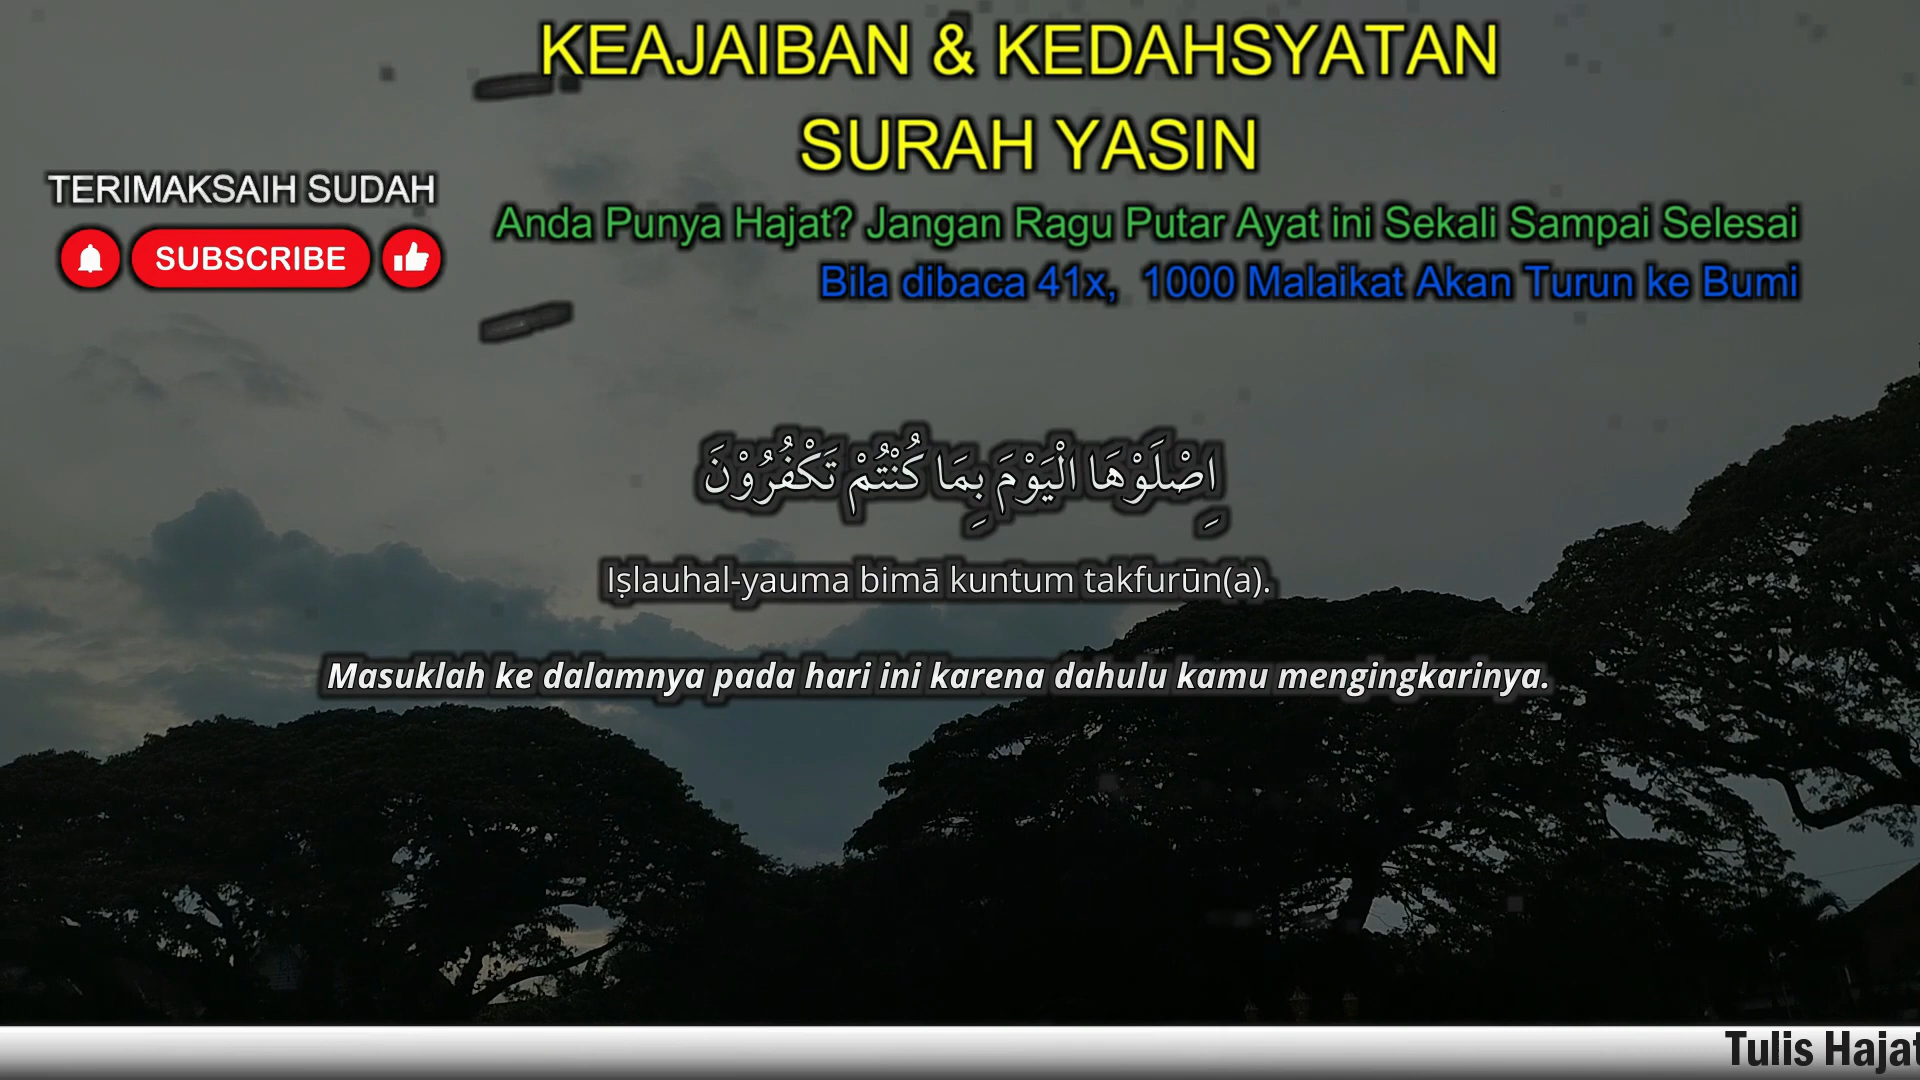 KEAJAIBAN & KEDAHSYATAN
SURAH YASIN
TERIMAKSAIH SUDAH
SUBSCRIBE
Anda Punya Hajat? Jangan Ragu Putar Ayat ini Sekali Sampai Selesai
Bila dibaca 41x, 1000 Malaikat Akan Turun ke Bumi
اِصْلَوْهَا الْيَوْمَ بِمَا كُنْتُمْ تَكْفُرُوْنَ
Iṣlauhal-yauma bimā kuntum takfurūn(a).
Masuklah ke dalamnya pada hari ini karena dahulu kamu mengingkarinya.
Tulis Hajat